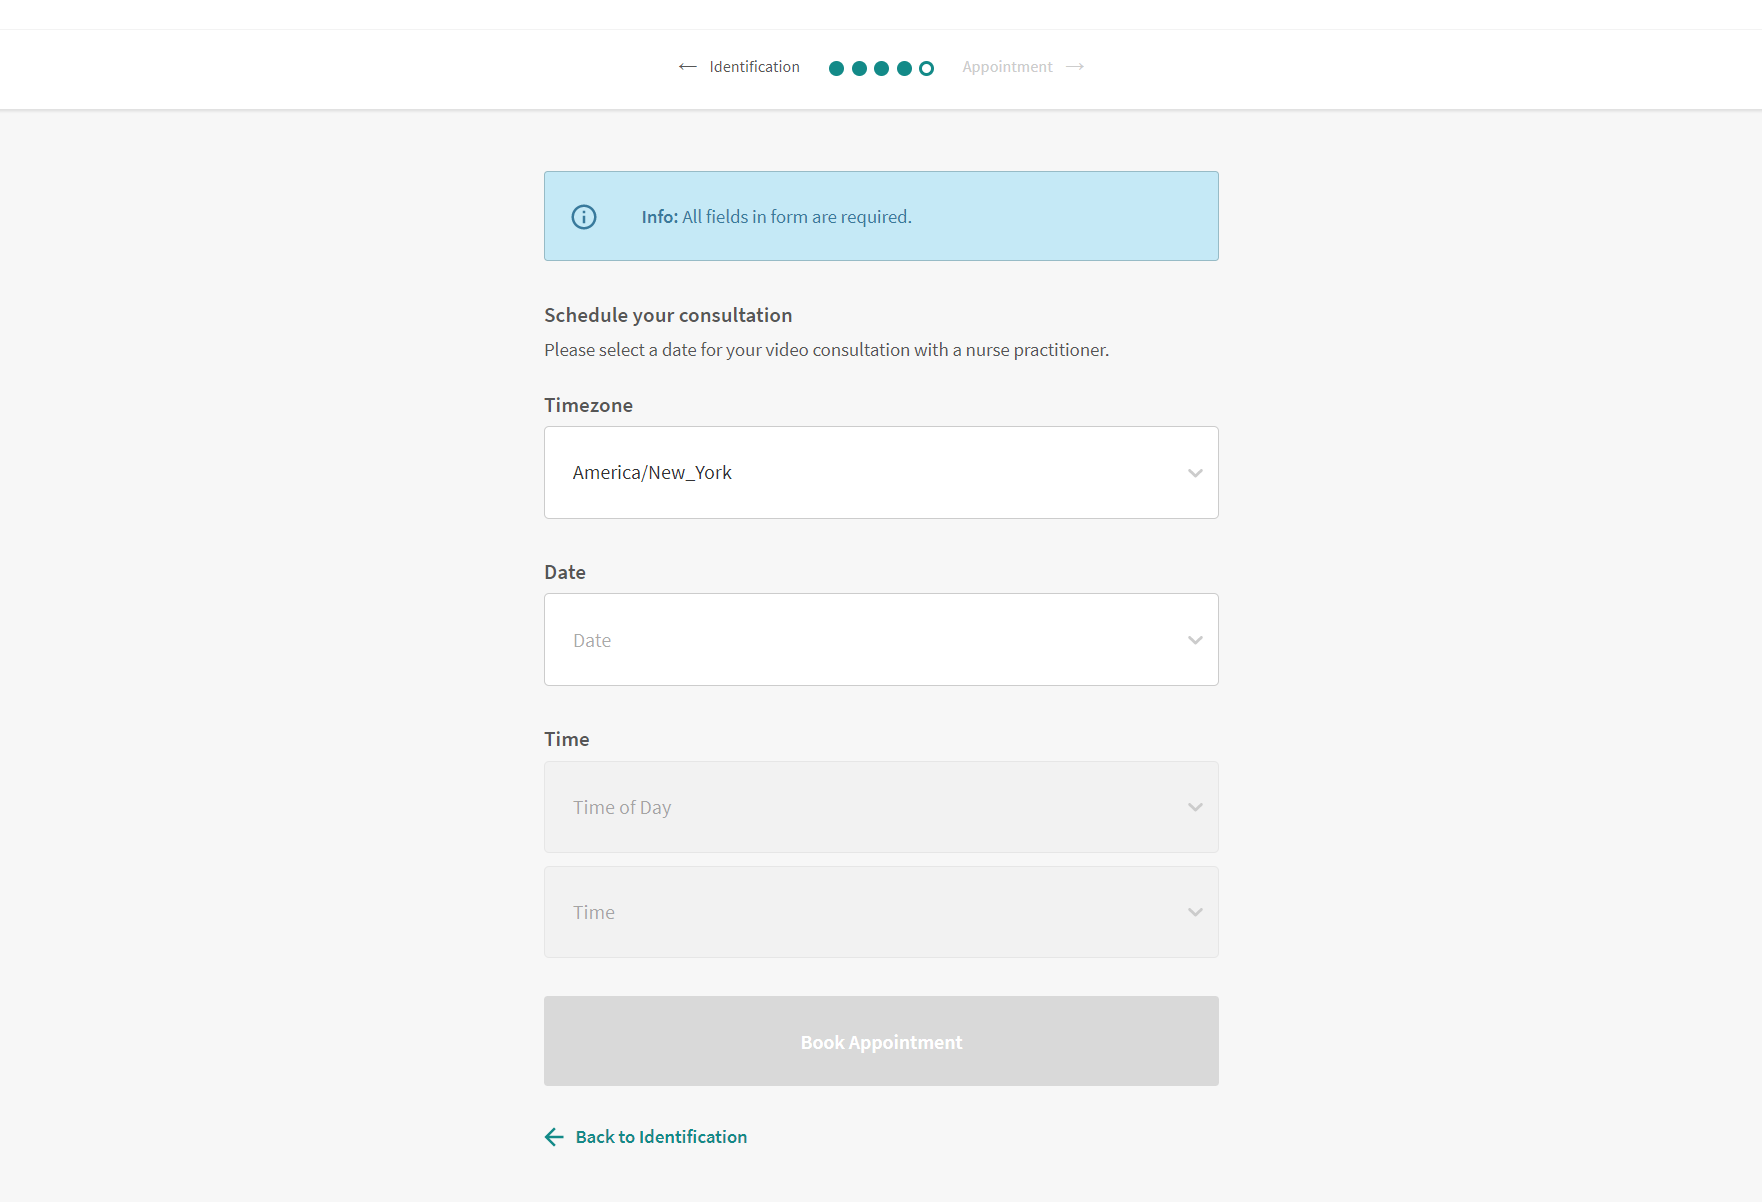 Identification
Appointment
Info: All fields in form are required.
Schedule your consultation
Please select a date for your video consultation with a nurse practitioner.
Timezone
America/New_York
Date
Date
Time
Time of Day
Time
Book Appointment
Back to Identification